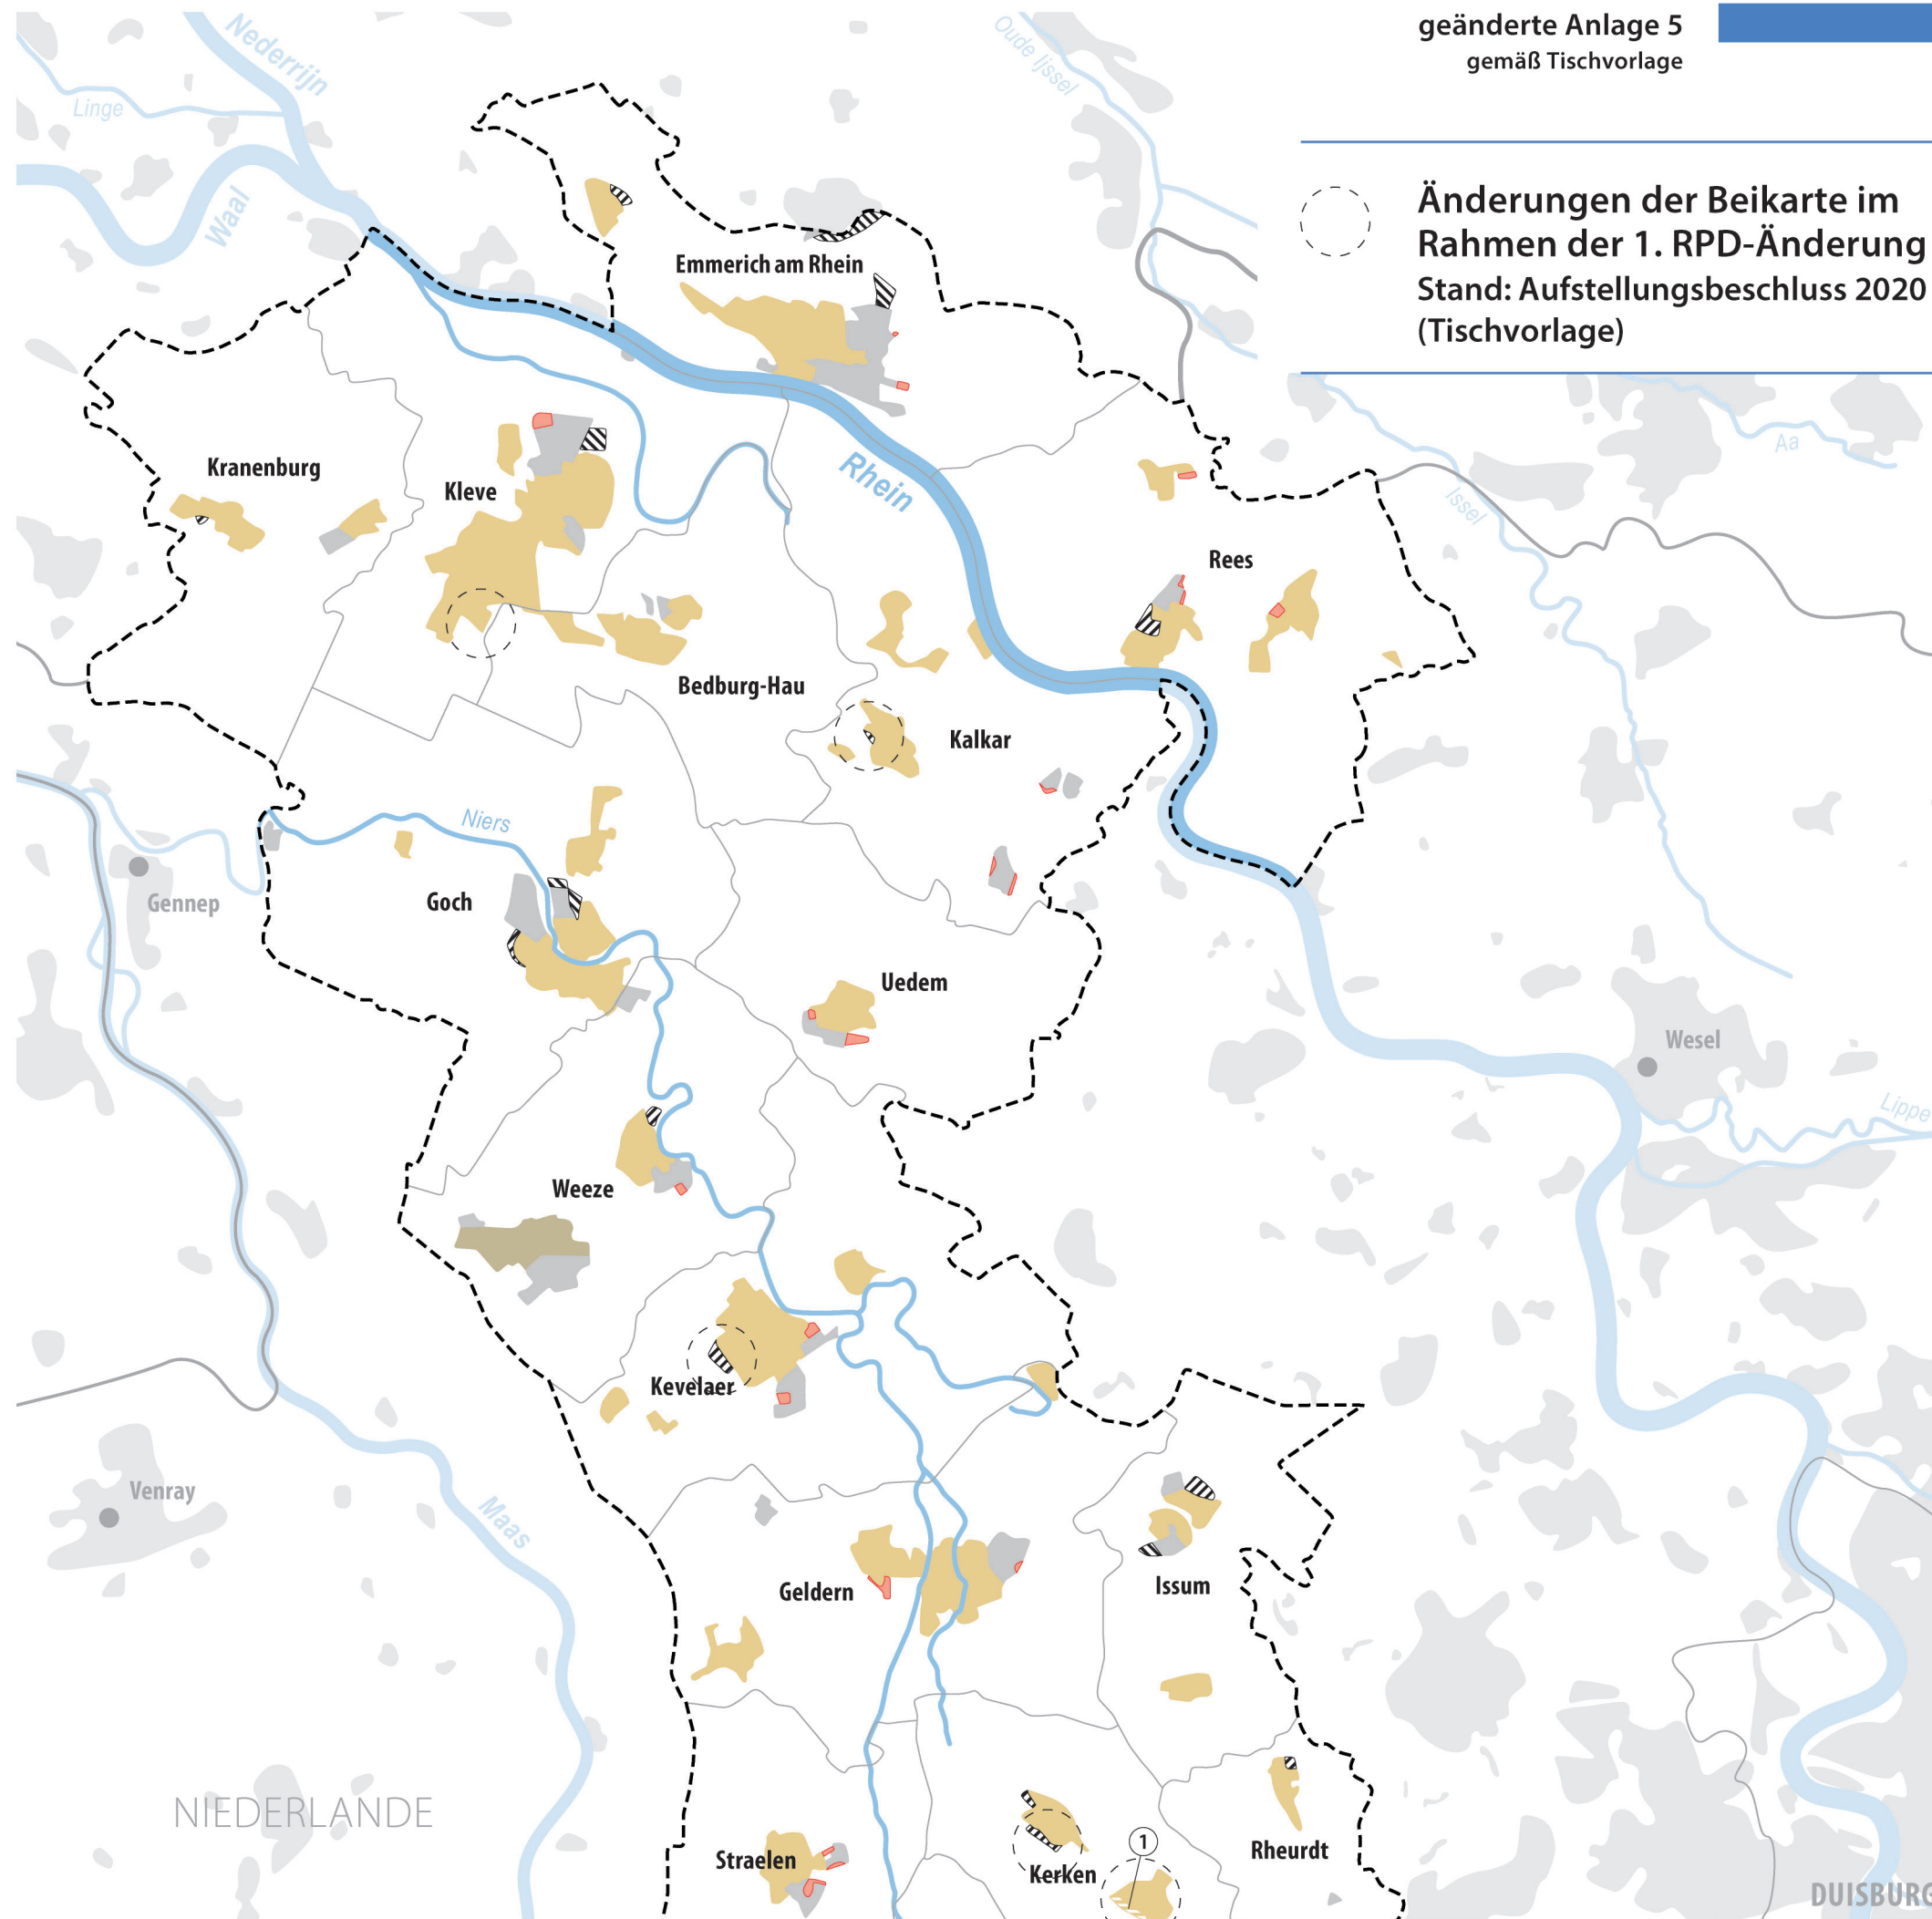 geänderte Anlage 5
gemäß Tischvorlage
Änderungen der Beikarte im
Rahmen der 1. RPD-Änderung
Stand: Aufstellungsbeschluss 2020
(Tischvorlage)
Nederrijn
Linge
Waal
Oude Ijssel
Emmerich am Rhein
Kranenburg
Kleve
Rhein
Aa
Issel
Rees
Bedburg-Hau
Kalkar
Niers
Gennep
Goch
Uedem
Wesel
Lippe
Weeze
Kevelaer
Venray
Maas
Geldern
Issum
NIEDERLANDE
Straelen
Kerken
1
Rheurdt
DUISBURG